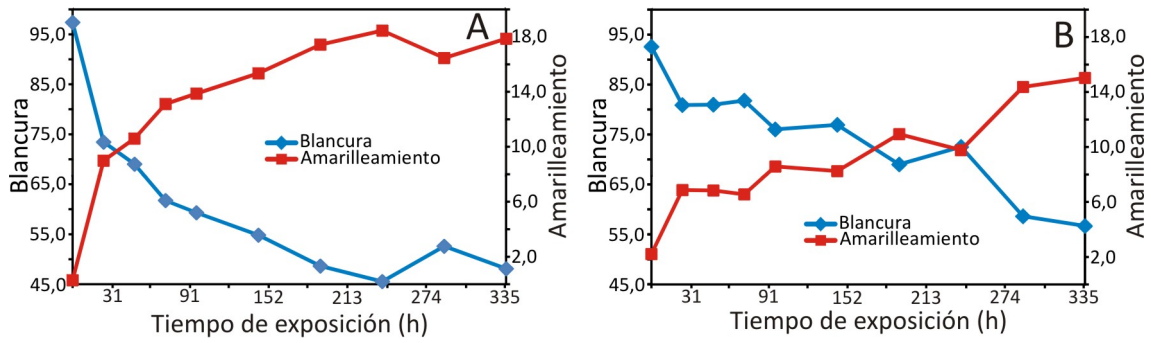 A
95,0
85,0
75,0
65,0
55,0
45,0
Blancura
18,0
14,0
10,0
6,0
2,0
Amarilleamiento
Blancura
Amarilleamiento
31 91 152 213 274 335
Tiempo de exposición (h)
B
95,0
85,0
75,0
65,0
55,0
45,0
Blancura
18,0
14,0
10,0
6,0
2,0
Amarilleamiento
Blancura
Amarilleamiento
31 91 152 213 274 335
Tiempo de exposición (h)